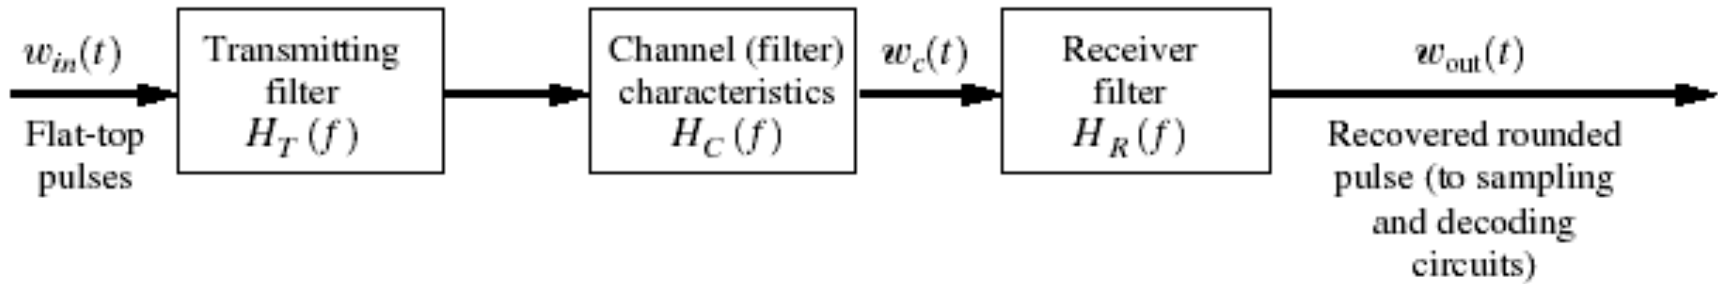 w_in(t)
Flat-top
pulses
Transmitting
filter
H_T (f)
Channel (filter)
characteristics
H_C (f)
w_c(t)
Receiver
filter
H_R (f)
w_out(t)
Recovered rounded
pulse (to sampling
and decoding
circuits)